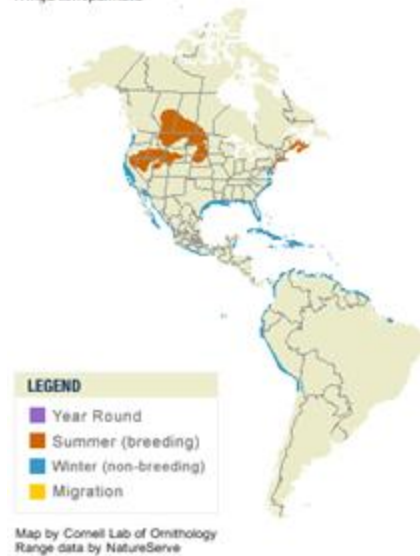 LEGEND
Year Round
Summer (breeding)
Winter (non-breeding)
Migration
Map by Cornell Lab of Ornithology
Range data by NatureServe